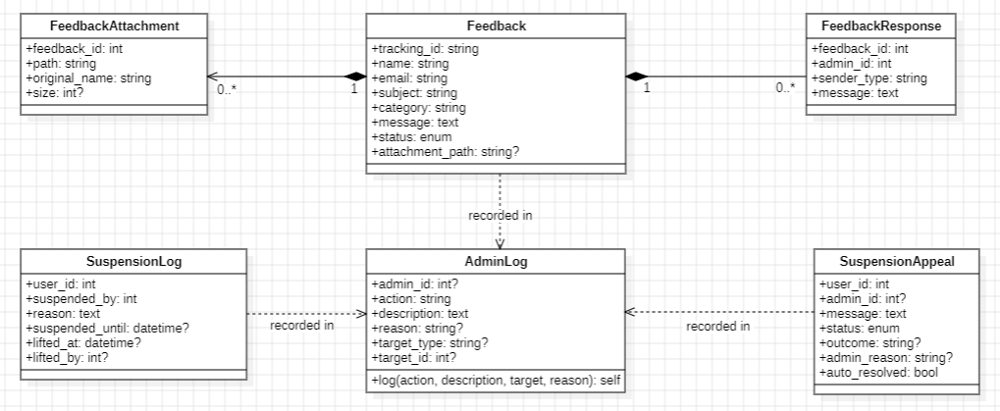 FeedbackAttachment
+feedback_id: int
+path: string
+original_name: string
+size: int?
0..*
1
Feedback
+tracking_id: string
+name: string
+email: string
+subject: string
+category: string
+message: text
+status: enum
+attachment_path: string?
1
0..*
FeedbackResponse
+feedback_id: int
+admin_id: int
+sender_type: string
+message: text
recorded in
SuspensionLog
+user_id: int
+suspended_by: int
+reason: text
+suspended_until: datetime?
+lifted_at: datetime?
+lifted_by: int?
recorded in
AdminLog
+admin_id: int?
+action: string
+description: text
+reason: string?
+target_type: string?
+target_id: int?
+log(action, description, target, reason): self
recorded in
SuspensionAppeal
+user_id: int
+admin_id: int?
+message: text
+status: enum
+outcome: string?
+admin_reason: string?
+auto_resolved: bool